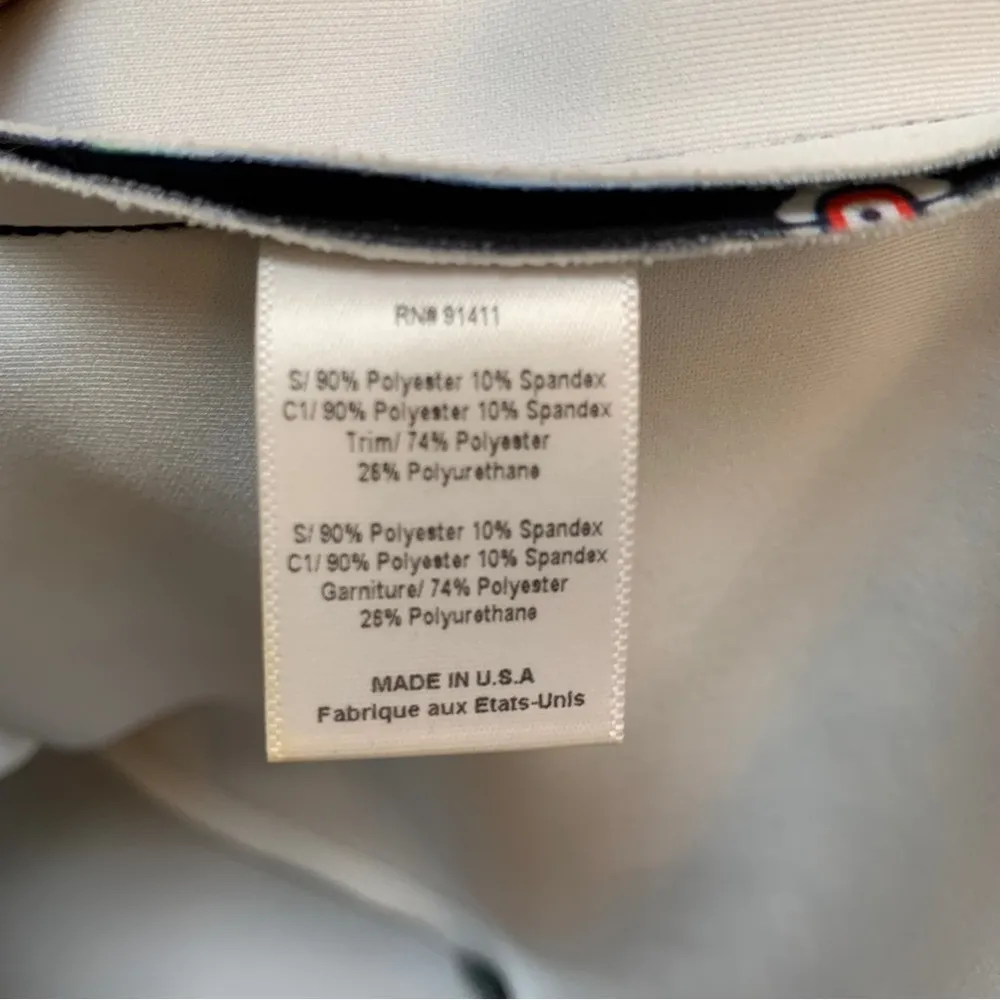 RN# 91411
S/ 90% Polyester 10% Spandex
C1/ 90% Polyester 10% Spandex
Trim/ 74% Polyester
26% Polyurethane
S/ 90% Polyester 10% Spandex
C1/ 90% Polyester 10% Spandex
Garniture/ 74% Polyester
26% Polyurethane
MADE IN U.S.A
Fabrique aux Etats-Unis